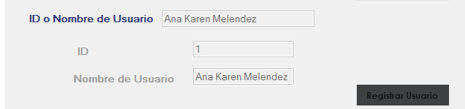 ID o Nombre de Usuario Ana Karen Melendez
ID 1
Nombre de Usuario Ana Karen Melendez
Registrar Usuario